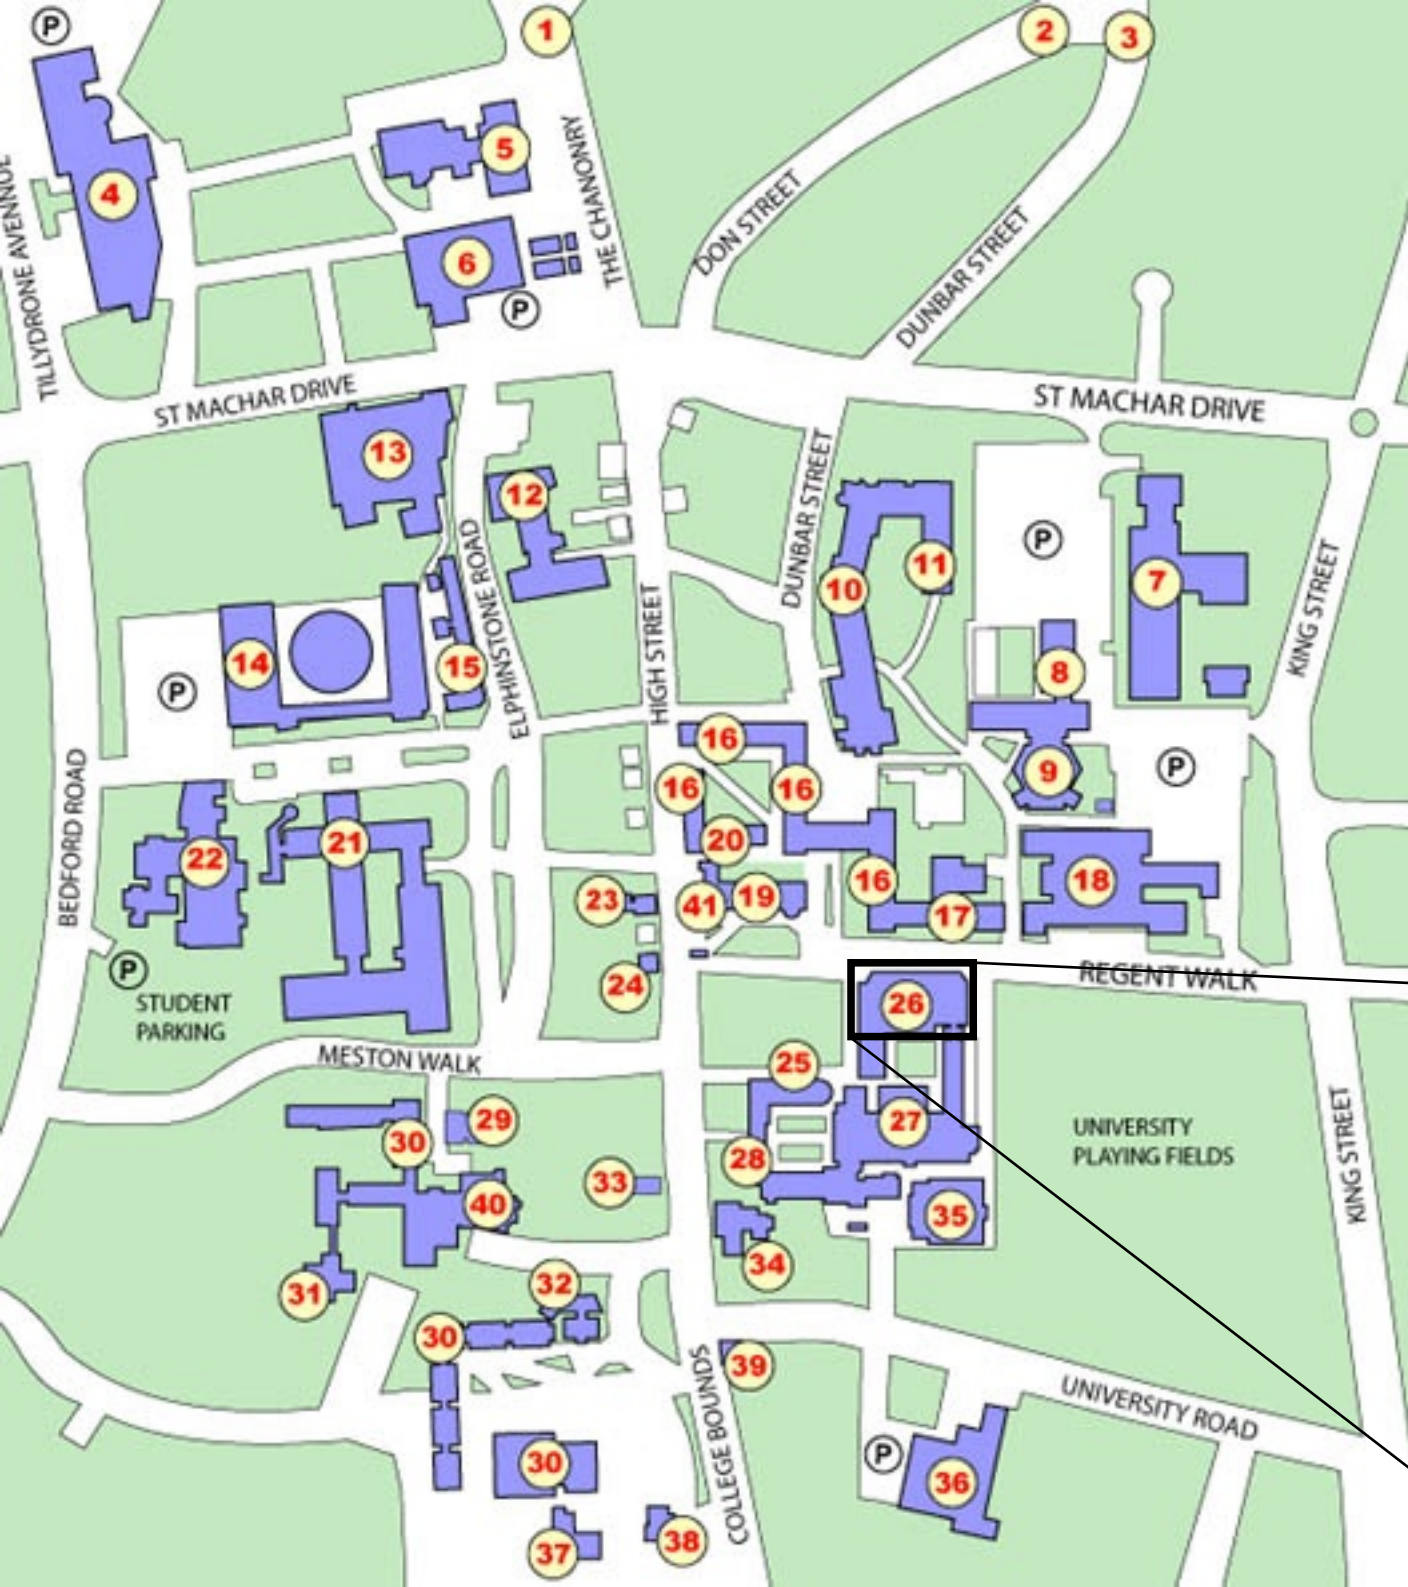 P
1
2
3
5
4
TILLYDRONE AVENNUE
THE CHANONRY
DON STREET
DUNBAR STREET
6
P
ST MACHAR DRIVE
ST MACHAR DRIVE
13
12
ELPHINSTONE ROAD
DUNBAR STREET
P
11
10
7
KING STREET
HIGH STREET
14
15
8
P
16
9
P
16
16
BEDFORD ROAD
22
21
20
16
18
23
41
19
17
P
STUDENT
PARKING
24
REGENT WALK
26
MESTON WALK
25
29
30
27
UNIVERSITY
PLAYING FIELDS
KING STREET
28
33
40
35
34
31
32
30
39
COLLEGE BOUNDS
UNIVERSITY ROAD
30
P
36
37
38